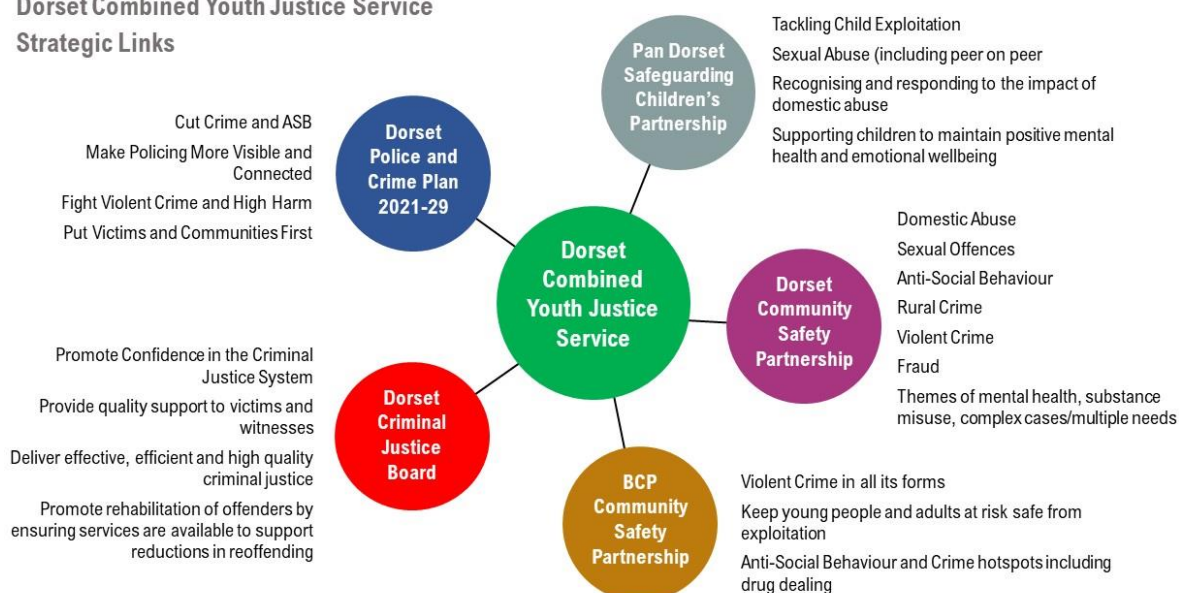 Dorset Combined Youth Justice Service
Strategic Links
Cut Crime and ASB
Make Policing More Visible and
Connected
Fight Violent Crime and High Harm
Put Victims and Communities First
Dorset
Police and
Crime Plan
2021-29
Pan Dorset
Safeguarding
Children's
Partnership
Tackling Child Exploitation
Sexual Abuse (including peer on peer
Recognising and responding to the impact of
domestic abuse
Supporting children to maintain positive mental
health and emotional wellbeing
Dorset
Combined
Youth Justice
Service
Dorset
Community
Safety
Partnership
Domestic Abuse
Sexual Offences
Anti-Social Behaviour
Rural Crime
Violent Crime
Fraud
Themes of mental health, substance
misuse, complex cases/multiple needs
Promote Confidence in the Criminal
Justice System
Provide quality support to victims and
witnesses
Deliver effective, efficient and high quality
criminal justice
Promote rehabilitation of offenders by
ensuring services are available to support
reductions in reoffending
Dorset
Criminal
Justice
Board
BCP
Community
Safety
Partnership
Violent Crime in all its forms
Keep young people and adults at risk safe from
exploitation
Anti-Social Behaviour and Crime hotspots including
drug dealing